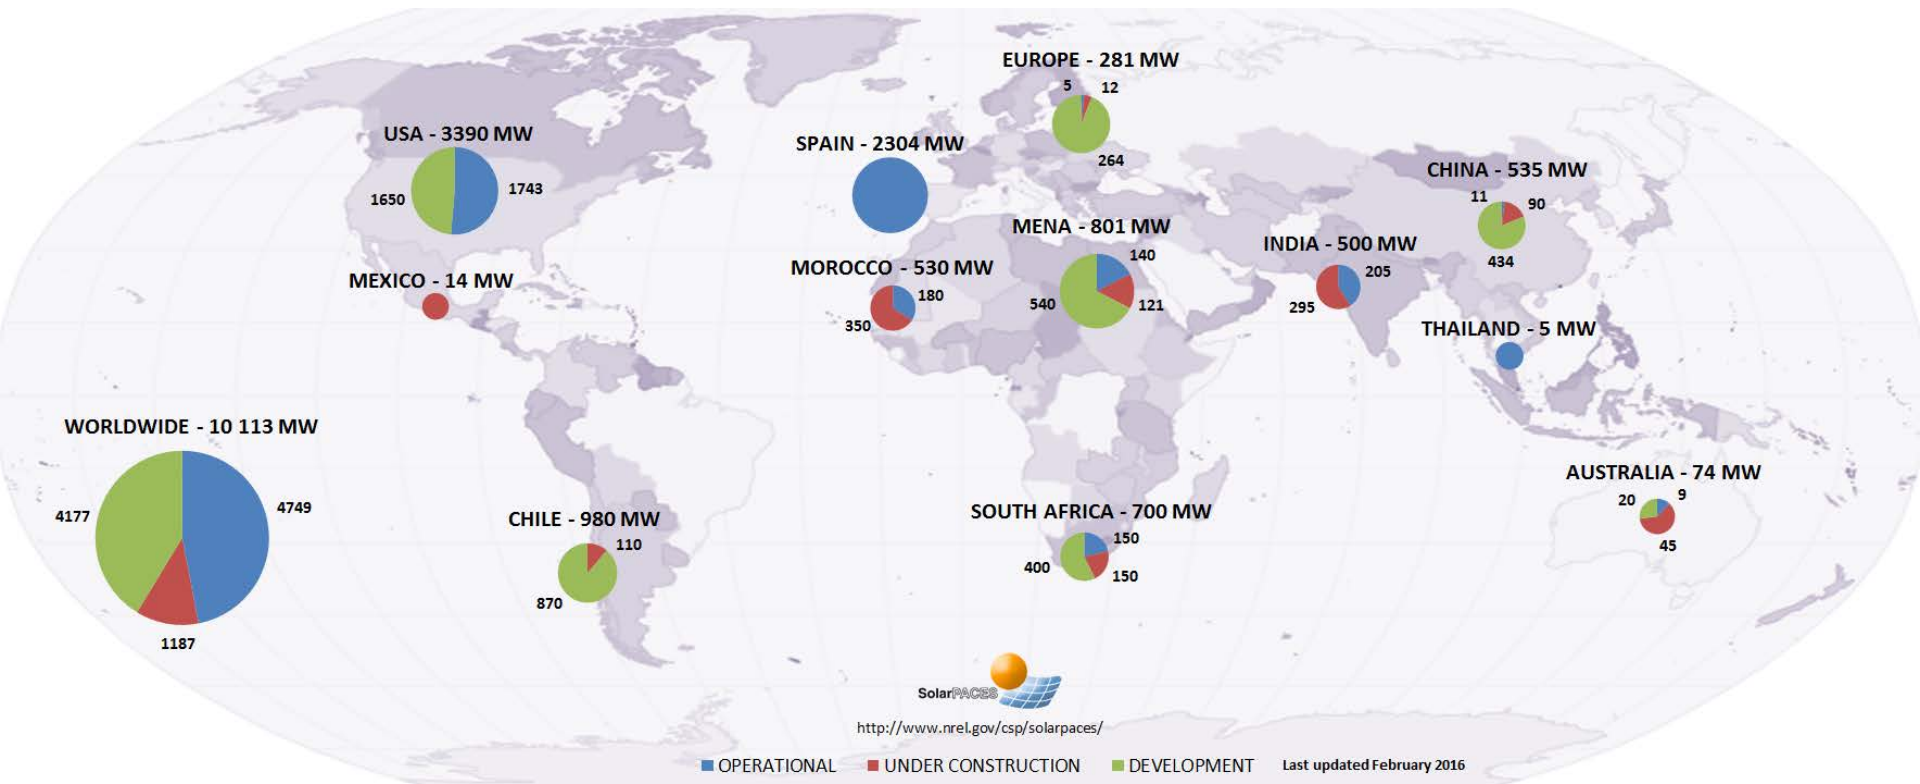 EUROPE - 281 MW
5
12
264
USA - 3390 MW
1650
1743
SPAIN - 2304 MW
CHINA - 535 MW
11
90
434
MENA - 801 MW
140
540
121
INDIA - 500 MW
205
295
MOROCCO - 530 MW
180
350
MEXICO - 14 MW
THAILAND - 5 MW
WORLDWIDE - 10 113 MW
4177
4749
1187
AUSTRALIA - 74 MW
20
9
45
CHILE - 980 MW
110
870
SOUTH AFRICA - 700 MW
150
400
150
SolarPACES
http://www.nrel.gov/csp/solarpaces/
OPERATIONAL UNDER CONSTRUCTION DEVELOPMENT Last updated February 2016